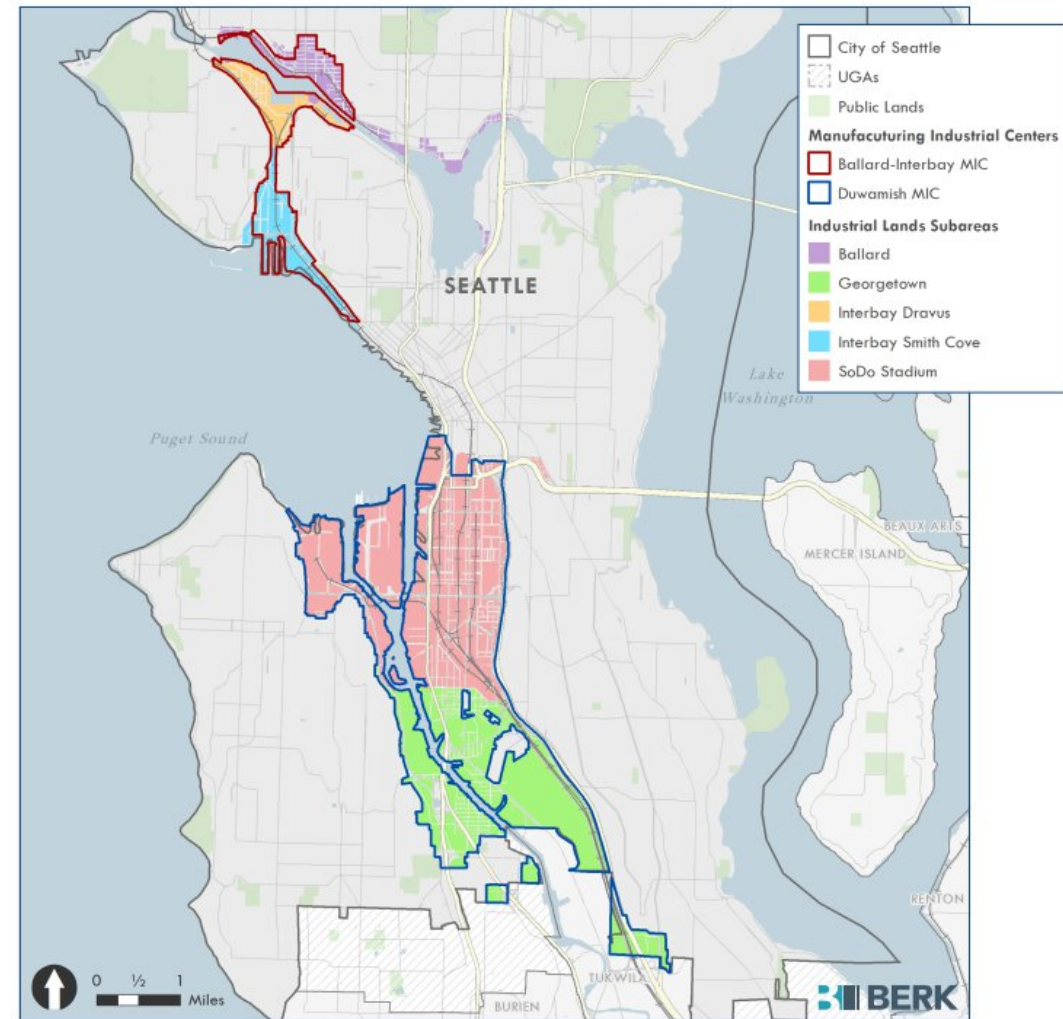 City of Seattle
UGAs
Public Lands
Manufacuturing Industrial Centers
Ballard-Interbay MIC
Duwamish MIC
Industrial Lands Subareas
Ballard
Georgetown
Interbay Dravus
Interbay Smith Cove
SoDo Stadium
SEATTLE
Lake
Washington
Puget Sound
BEAUX ARTS
MERCER ISLAND
RENTON
TUKWILA
BURIEN
0 ½ 1
Miles
BERK